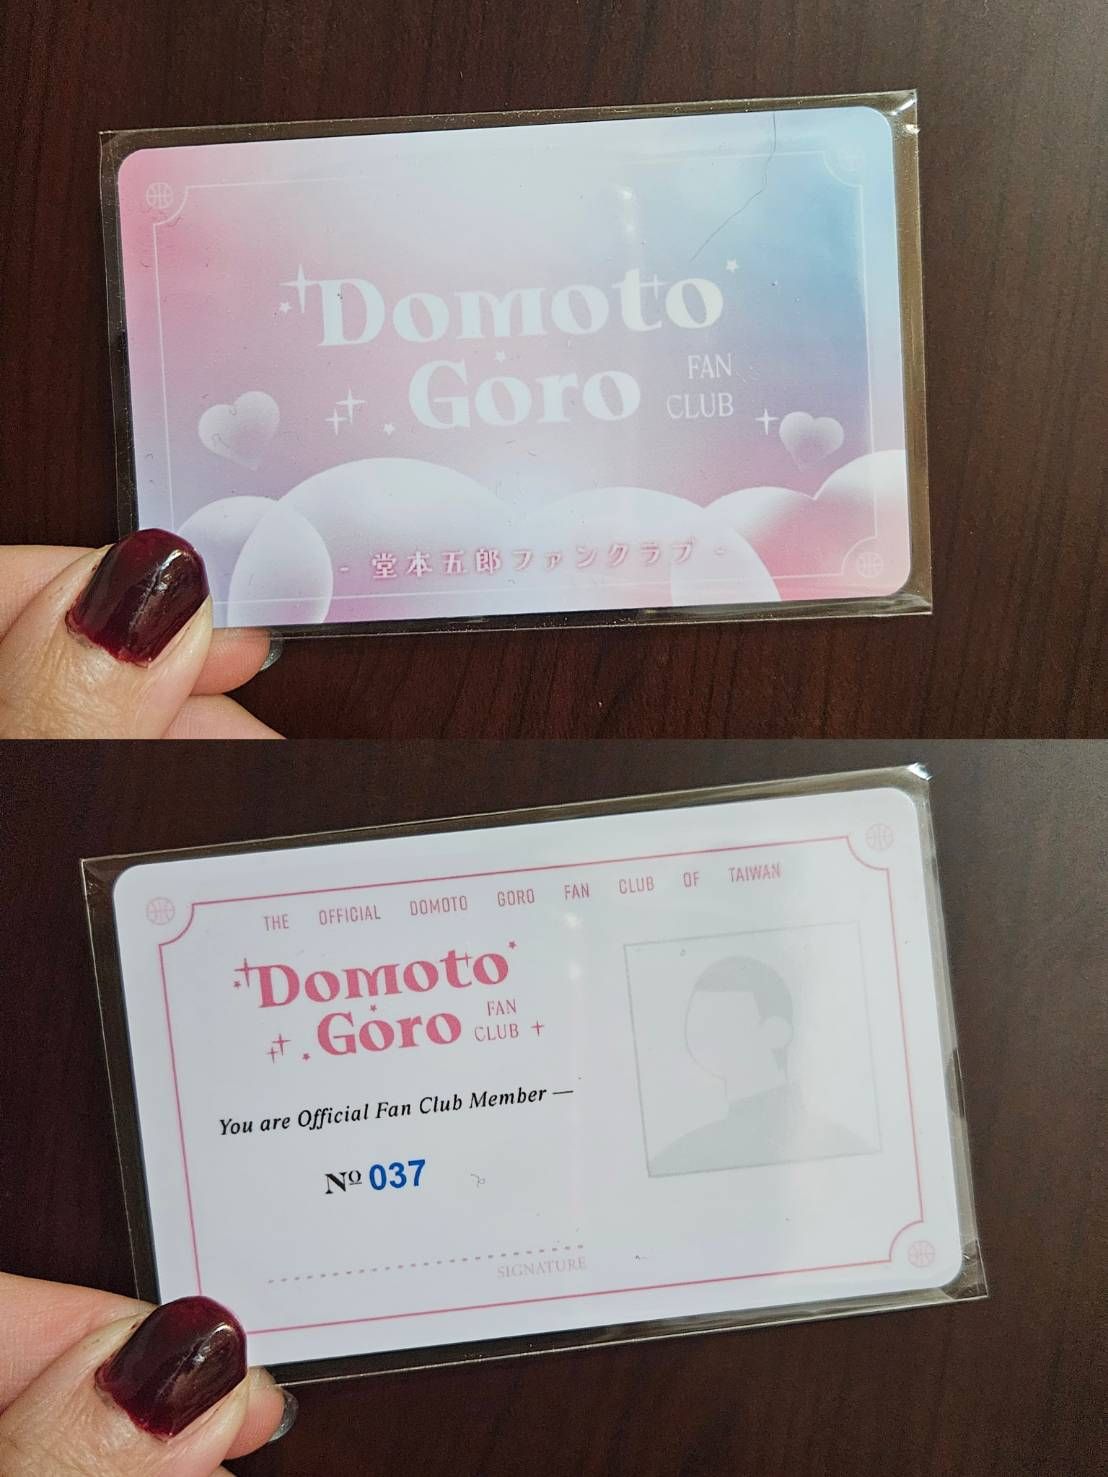 Domoto
Goro
FAN
CLUB
- 堂本五郎ファンクラブ -
THE OFFICIAL DOMOTO GORO FAN CLUB OF TAIWAN
Domoto
Goro
FAN
CLUB
You are Official Fan Club Member —
Nº 037
SIGNATURE